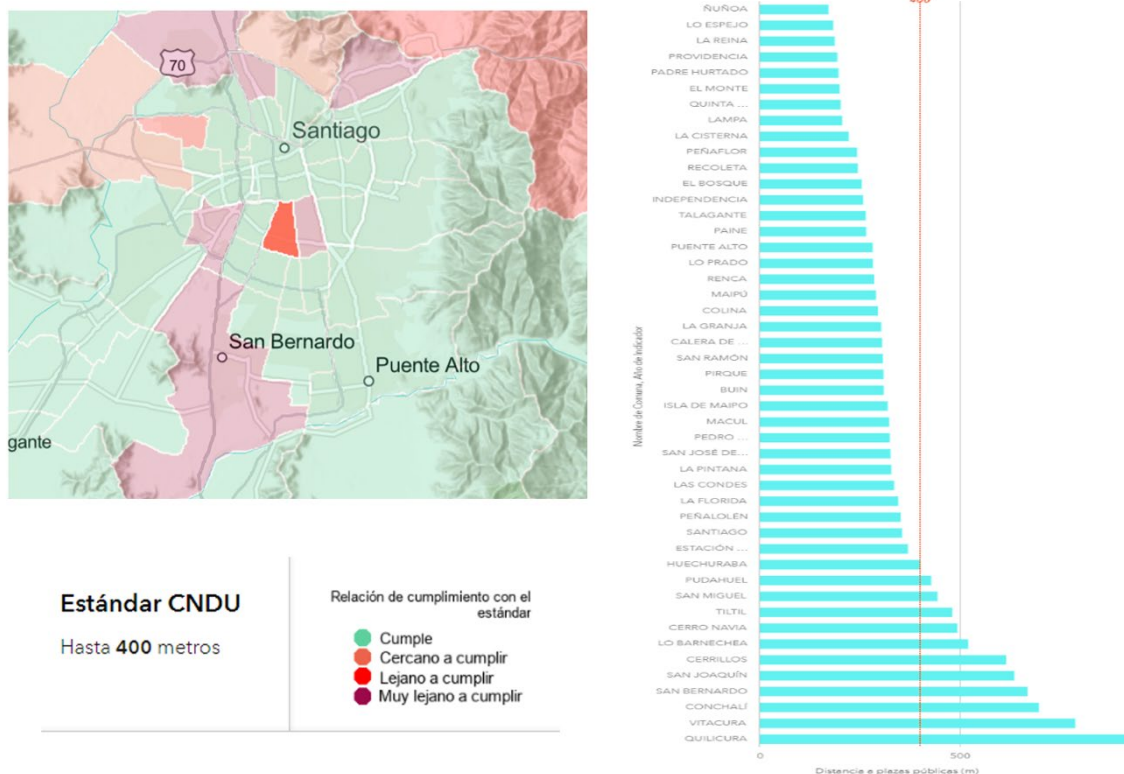 70
Santiago
San Bernardo
Puente Alto
gante
Estándar CNDU
Hasta 400 metros
Relación de cumplimiento con el
estándar
Cumple
Cercano a cumplir
Lejano a cumplir
Muy lejano a cumplir
400
Nombre de Comuna, Año de Indicador
ÑUÑOA
LO ESPEJO
LA REINA
PROVIDENCIA
PADRE HURTADO
EL MONTE
QUINTA ...
LAMPA
LA CISTERNA
PEÑAFLOR
RECOLETA
EL BOSQUE
INDEPENDENCIA
TALAGANTE
PAINE
PUENTE ALTO
LO PRADO
RENCA
MAIPÚ
COLINA
LA GRANJA
CALERA DE ...
SAN RAMÓN
PIRQUE
BUIN
ISLA DE MAIPO
MACUL
PEDRO ...
SAN JOSÉ DE...
LA PINTANA
LAS CONDES
LA FLORIDA
PEÑALOLÉN
SANTIAGO
ESTACIÓN ...
HUECHURABA
PUDAHUEL
SAN MIGUEL
TILTIL
CERRO NAVIA
LO BARNECHEA
CERRILLOS
SAN JOAQUÍN
SAN BERNARDO
CONCHALÍ
VITACURA
QUILICURA
0
500
Distancia a plazas públicas (m)